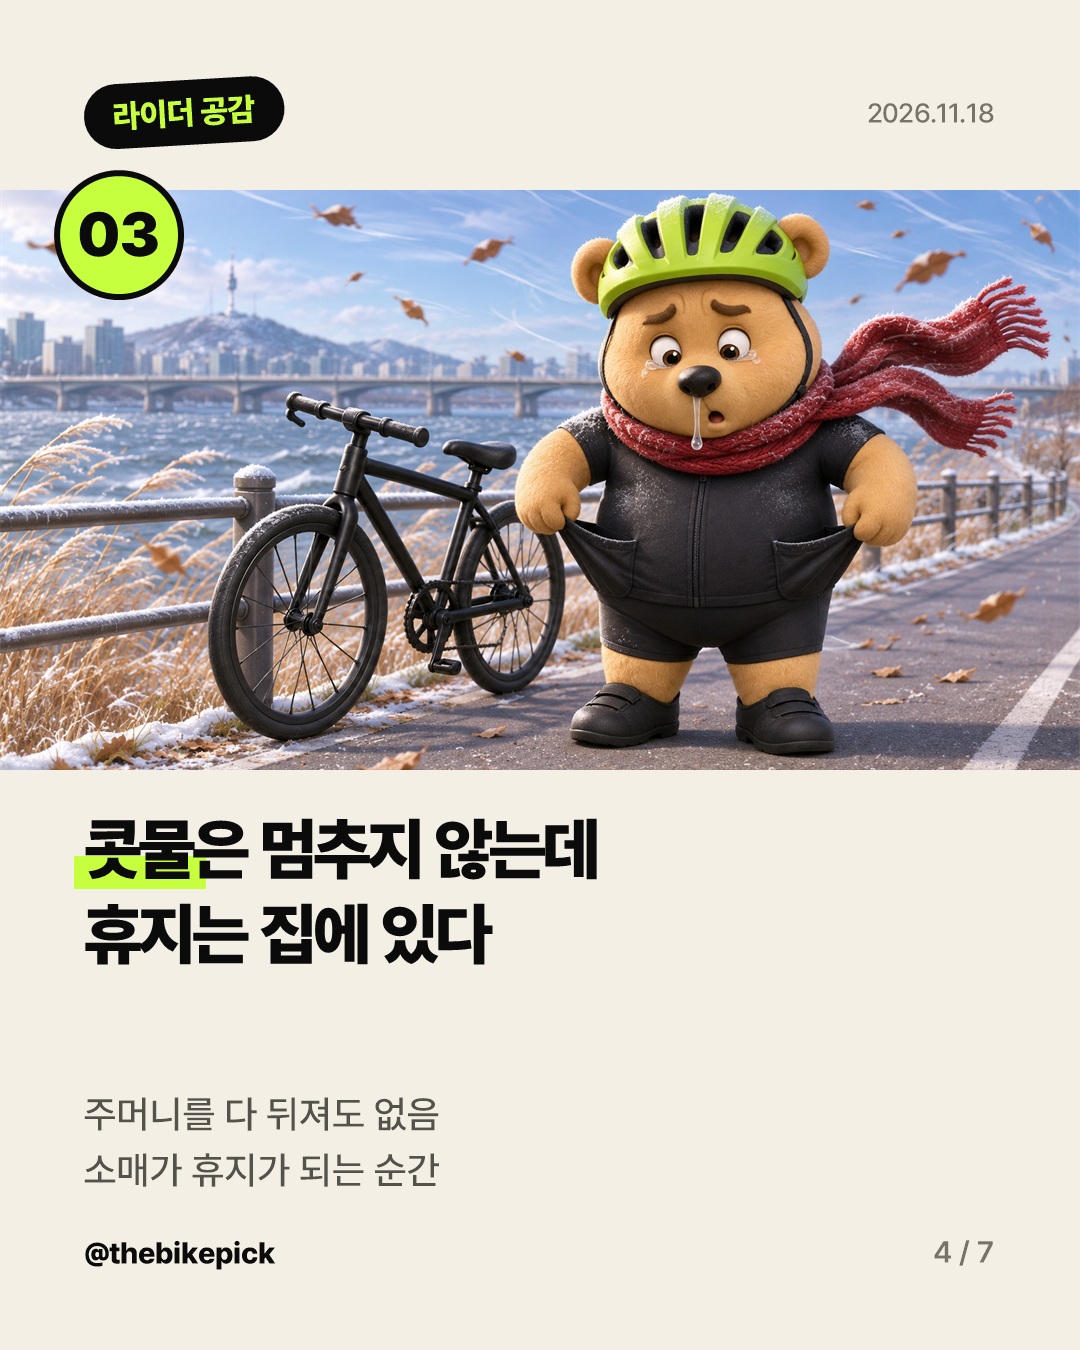 라이더 공감
2026.11.18
03
콧물은 멈추지 않는데
휴지는 집에 있다
주머니를 다 뒤져도 없음
소매가 휴지가 되는 순간
@thebikepick
4 / 7